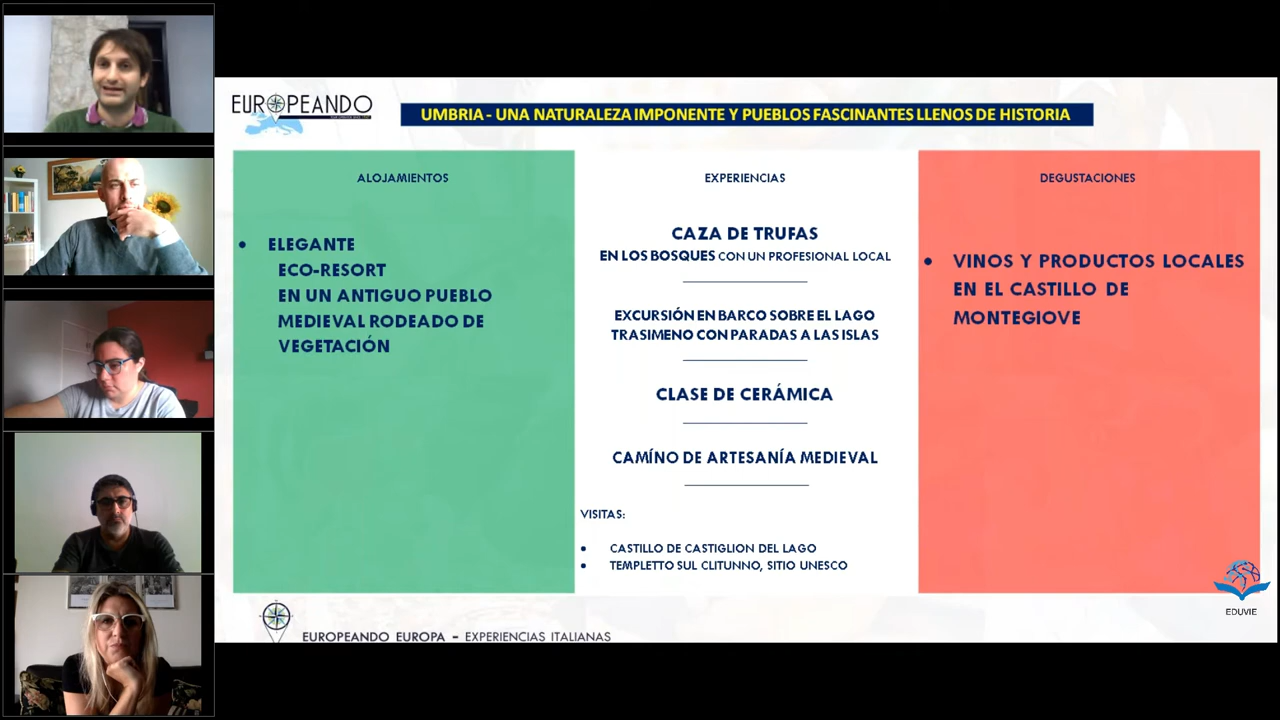 EUROPEANDO
UMBRIA - UNA NATURALEZA IMPONENTE Y PUEBLOS FASCINANTES LLENOS DE HISTORIA
ALOJAMIENTOS
• ELEGANTE
ECO-RESORT
EN UN ANTIGUO PUEBLO
MEDIEVAL RODEADO DE
VEGETACIÓN
EXPERIENCIAS
CAZA DE TRUFAS
EN LOS BOSQUES CON UN PROFESIONAL LOCAL
EXCURSIÓN EN BARCO SOBRE EL LAGO
TRASIMENO CON PARADAS A LAS ISLAS
CLASE DE CERÁMICA
CAMÍNO DE ARTESANÍA MEDIEVAL
VISITAS:
• CASTILLO DE CASTIGLION DEL LAGO
• TEMPLETTO SUL CLITUNNO, SITIO UNESCO
DEGUSTACIONES
• VINOS Y PRODUCTOS LOCALES
EN EL CASTILLO DE
MONTEGIOVE
EDUVIE
EUROPEANDO EUROPA – EXPERIENCIAS ITALIANAS